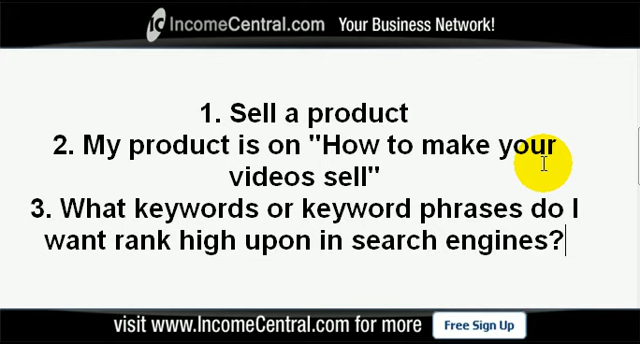 IC IncomeCentral.com Your Business Network!
1. Sell a product
2. My product is on "How to make your
videos sell"
3. What keywords or keyword phrases do I
want rank high upon in search engines?
visit www.IncomeCentral.com for more Free Sign Up